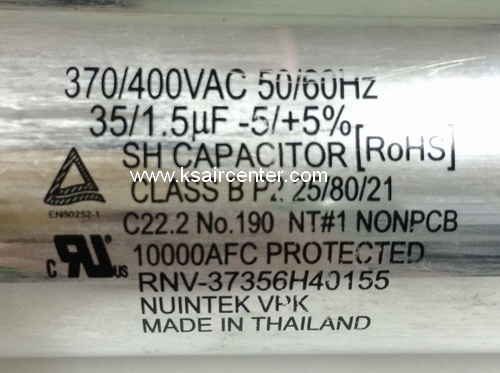 370/400VAC 50/60Hz
35/1.5µF -5/+5%
SH CAPACITOR [RoHS]
www.ksaircenter.com
CLASS B P2 25/80/21
EN60252-1
C22.2 No.190 NT#1 NONPCB
c RU us 10000AFC PROTECTED
RNV-37356H40155
NUINTEK VPK
MADE IN THAILAND